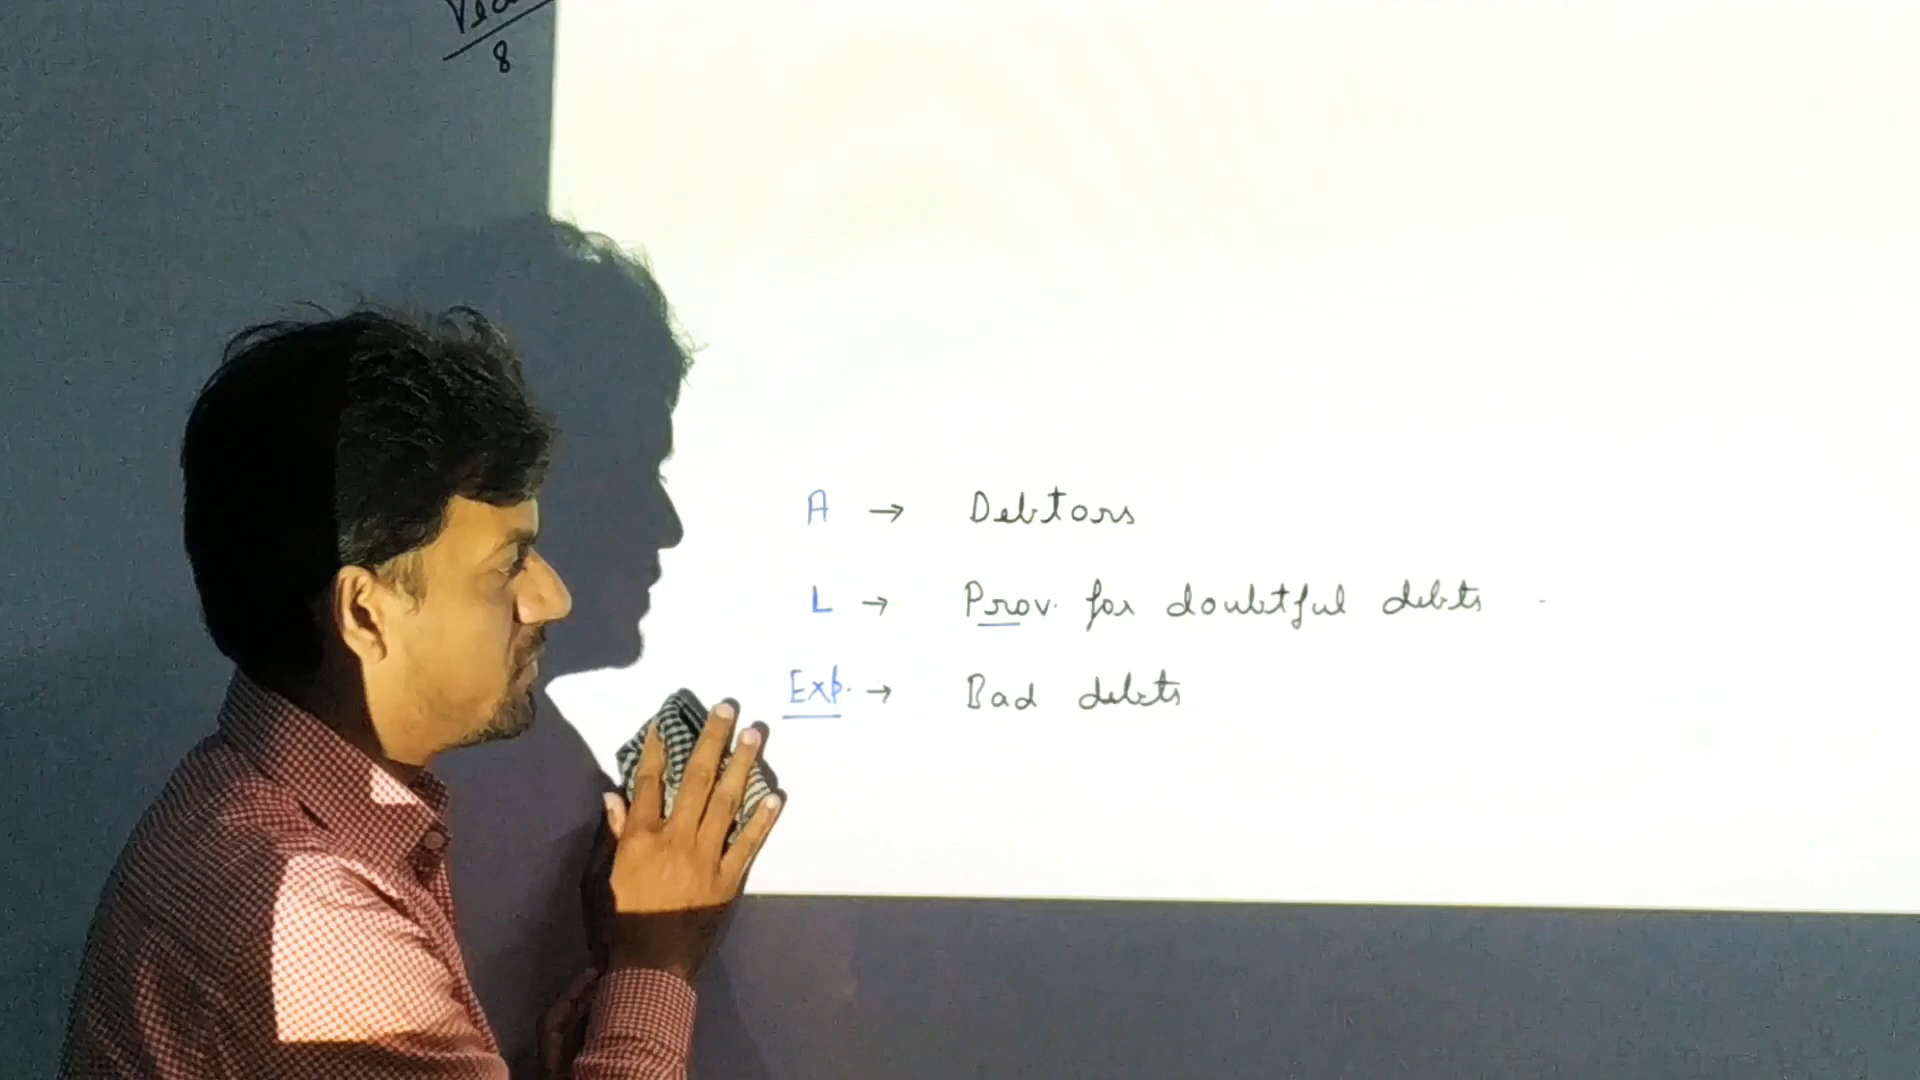 8
A → Debtors
L → Prov. for doubtful debts
Exp. → Bad debts